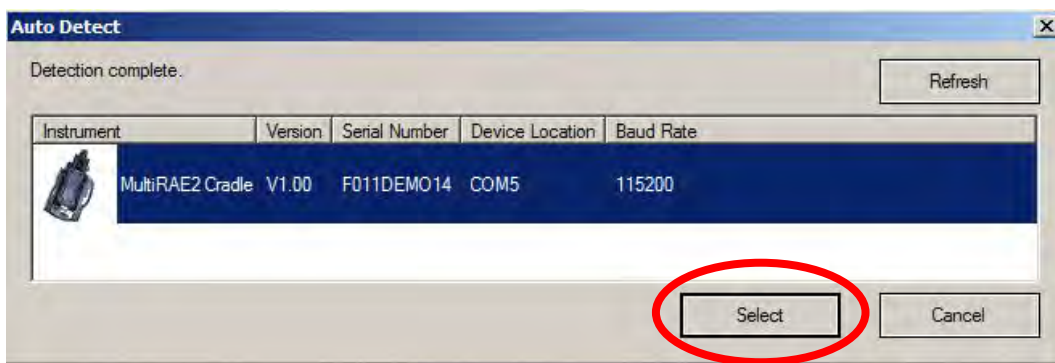 Auto Detect
Detection complete.
Refresh
Instrument Version Serial Number Device Location Baud Rate
MultiRAE2 Cradle V1.00 F011DEMO14 COM5 115200
Select Cancel